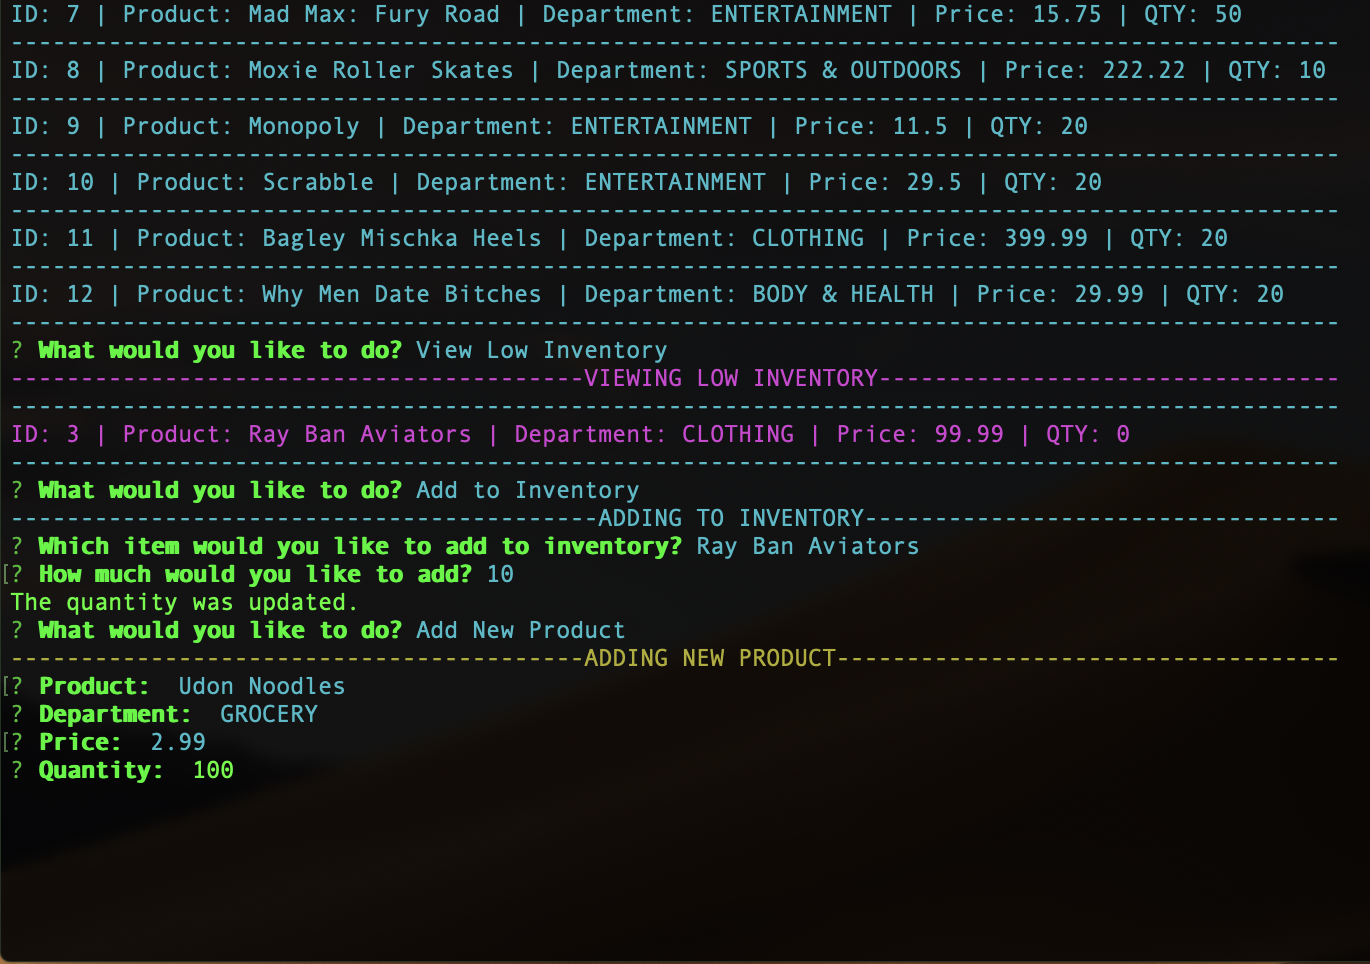 ID: 7 | Product: Mad Max: Fury Road | Department: ENTERTAINMENT | Price: 15.75 | QTY: 50
-----------------------------------------------------------------------------------------------
ID: 8 | Product: Moxie Roller Skates | Department: SPORTS & OUTDOORS | Price: 222.22 | QTY: 10
-----------------------------------------------------------------------------------------------
ID: 9 | Product: Monopoly | Department: ENTERTAINMENT | Price: 11.5 | QTY: 20
-----------------------------------------------------------------------------------------------
ID: 10 | Product: Scrabble | Department: ENTERTAINMENT | Price: 29.5 | QTY: 20
-----------------------------------------------------------------------------------------------
ID: 11 | Product: Bagley Mischka Heels | Department: CLOTHING | Price: 399.99 | QTY: 20
-----------------------------------------------------------------------------------------------
ID: 12 | Product: Why Men Date Bitches | Department: BODY & HEALTH | Price: 29.99 | QTY: 20
-----------------------------------------------------------------------------------------------
? What would you like to do? View Low Inventory
-----------------------------------------VIEWING LOW INVENTORY---------------------------------
-----------------------------------------------------------------------------------------------
ID: 3 | Product: Ray Ban Aviators | Department: CLOTHING | Price: 99.99 | QTY: 0
-----------------------------------------------------------------------------------------------
? What would you like to do? Add to Inventory
------------------------------------------ADDING TO INVENTORY----------------------------------
? Which item would you like to add to inventory? Ray Ban Aviators
[? How much would you like to add? 10
The quantity was updated.
? What would you like to do? Add New Product
-----------------------------------------ADDING NEW PRODUCT------------------------------------
[? Product:  Udon Noodles
? Department:  GROCERY
[? Price:  2.99
? Quantity:  100